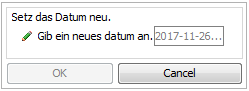 Setz das Datum neu.
Gib ein neues datum an. 2017-11-26...
OK Cancel